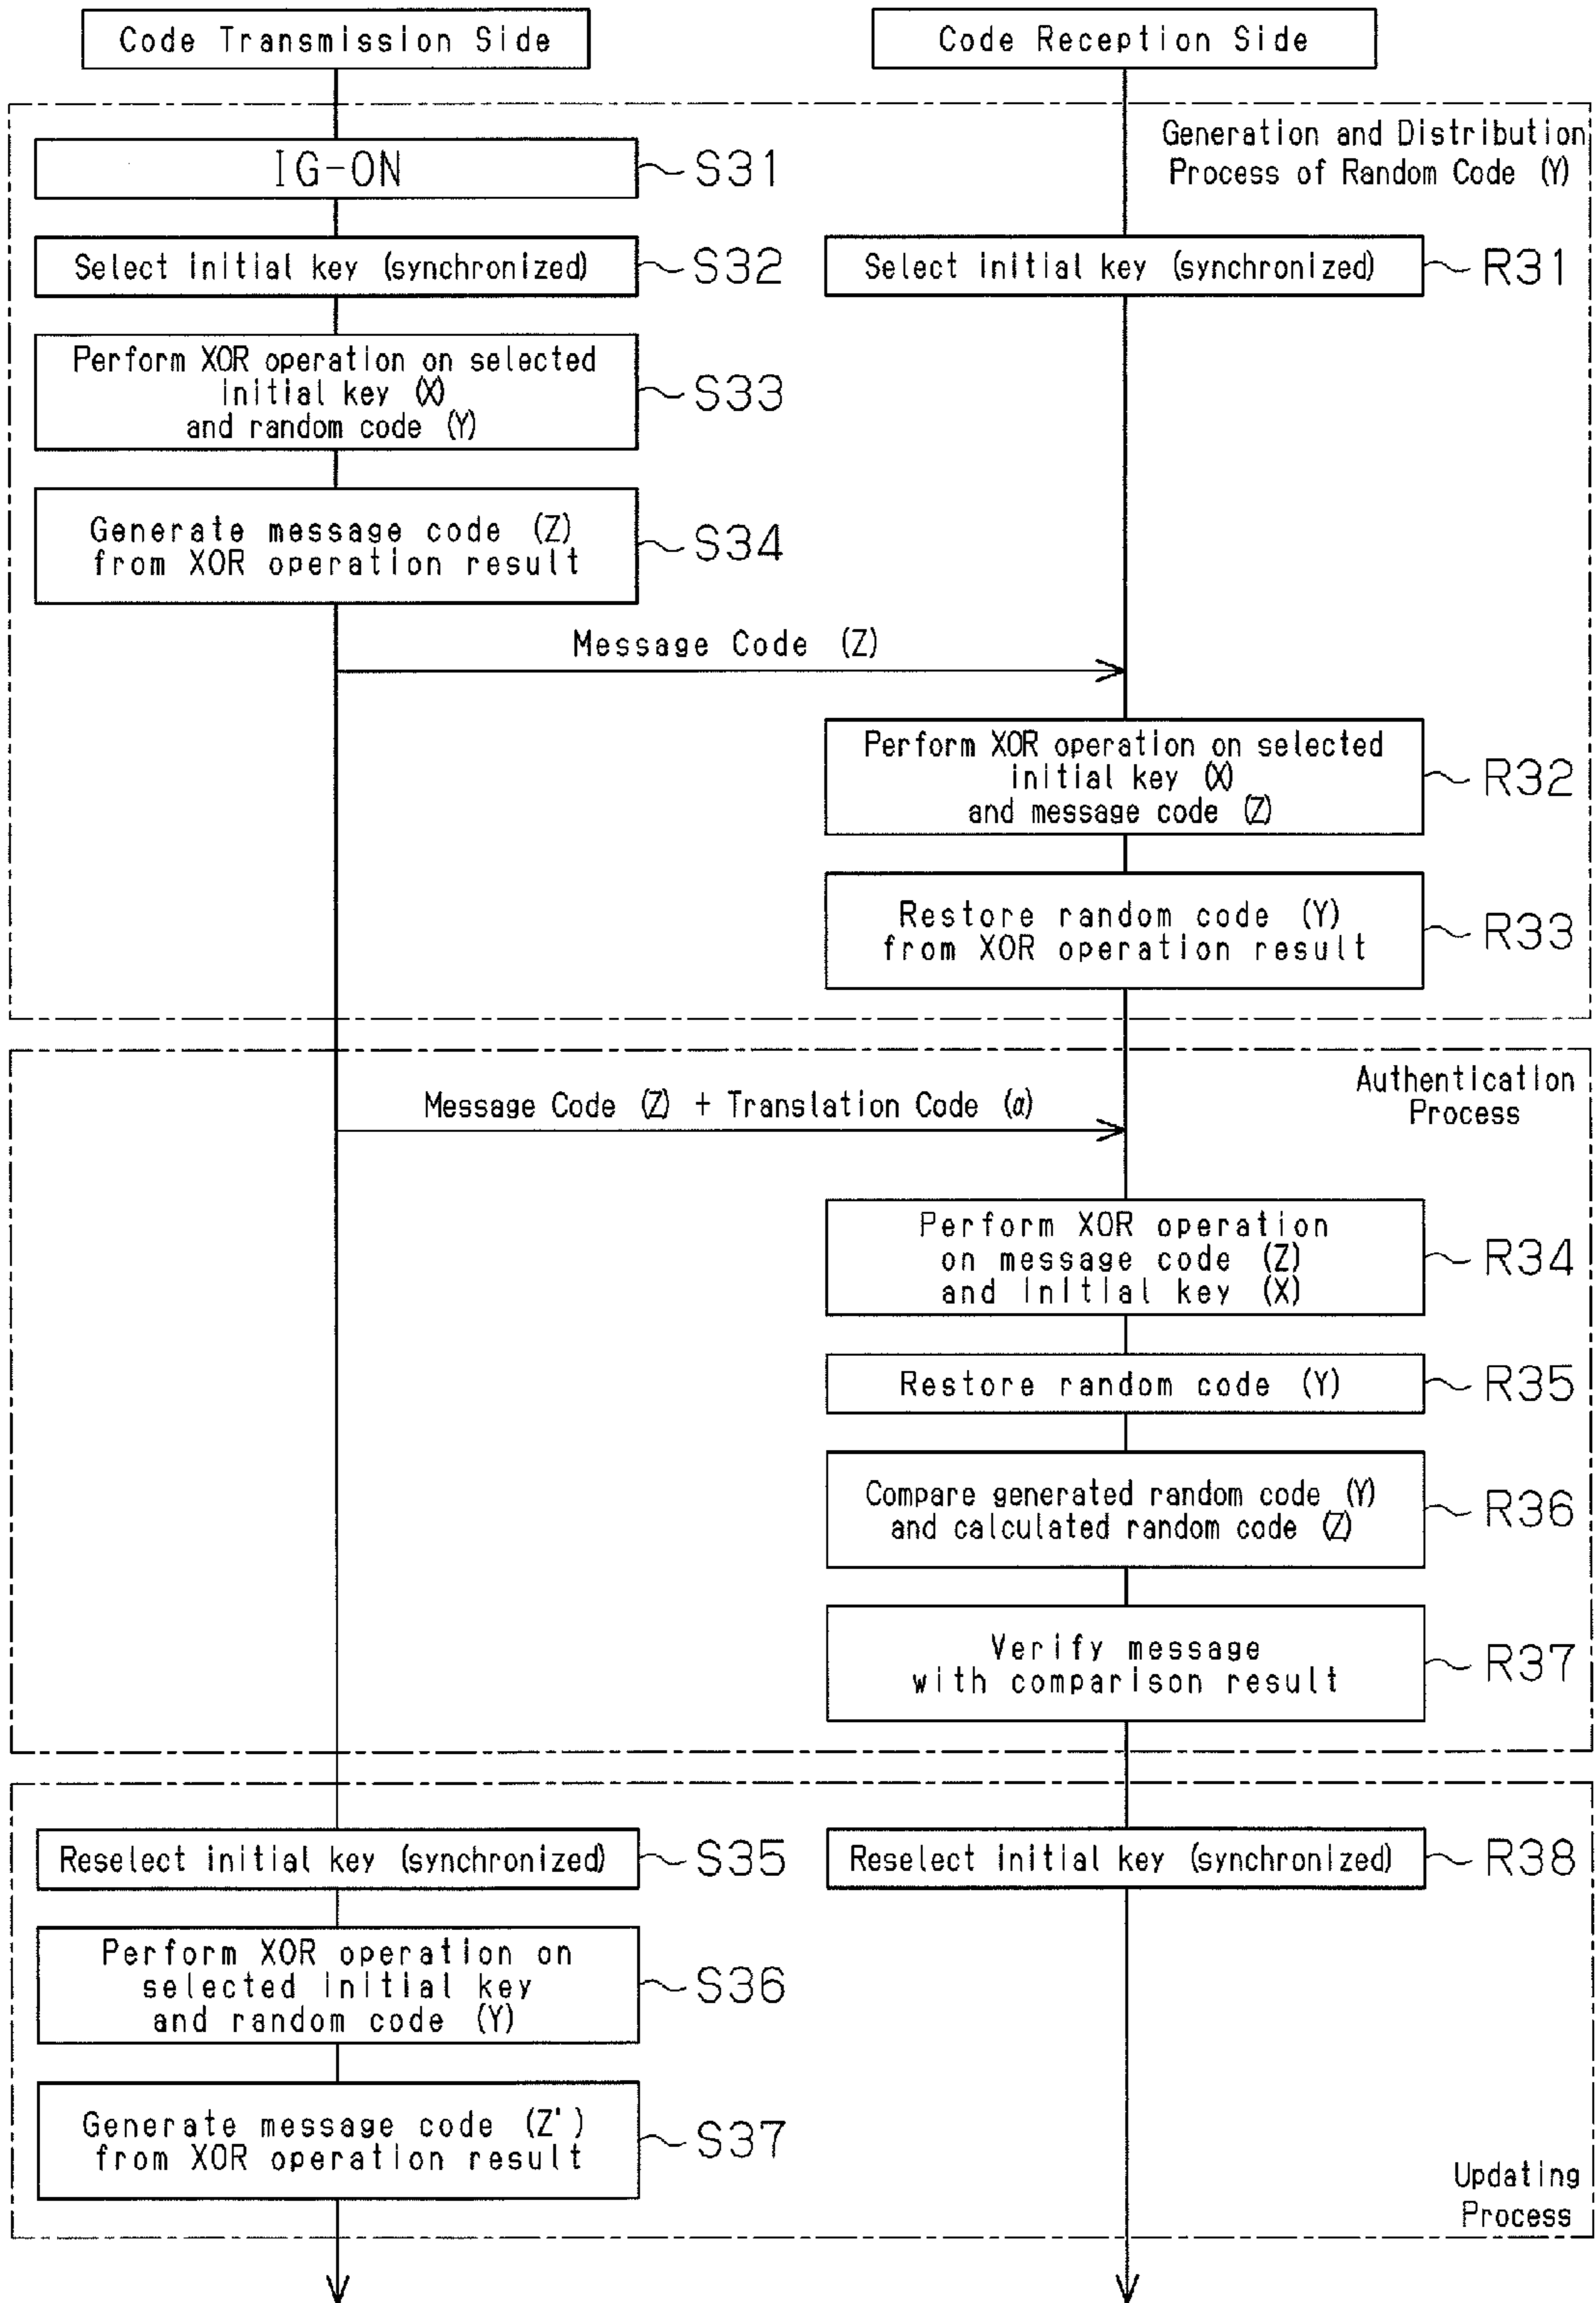 Code Transmission Side
Code Reception Side
Generation and Distribution
Process of Random Code (Y)
IG-ON
S31
Select initial key (synchronized)
S32
Select initial key (synchronized)
R31
Perform XOR operation on selected
initial key (X)
and random code (Y)
S33
Generate message code (Z)
from XOR operation result
S34
Message Code (Z)
Perform XOR operation on selected
initial key (X)
and message code (Z)
R32
Restore random code (Y)
from XOR operation result
R33
Authentication
Process
Message Code (Z) + Translation Code (α)
Perform XOR operation
on message code (Z)
and initial key (X)
R34
Restore random code (Y)
R35
Compare generated random code (Y)
and calculated random code (Z)
R36
Verify message
with comparison result
R37
Reselect initial key (synchronized)
S35
Reselect initial key (synchronized)
R38
Perform XOR operation on
selected initial key
and random code (Y)
S36
Generate message code (Z')
from XOR operation result
S37
Updating
Process